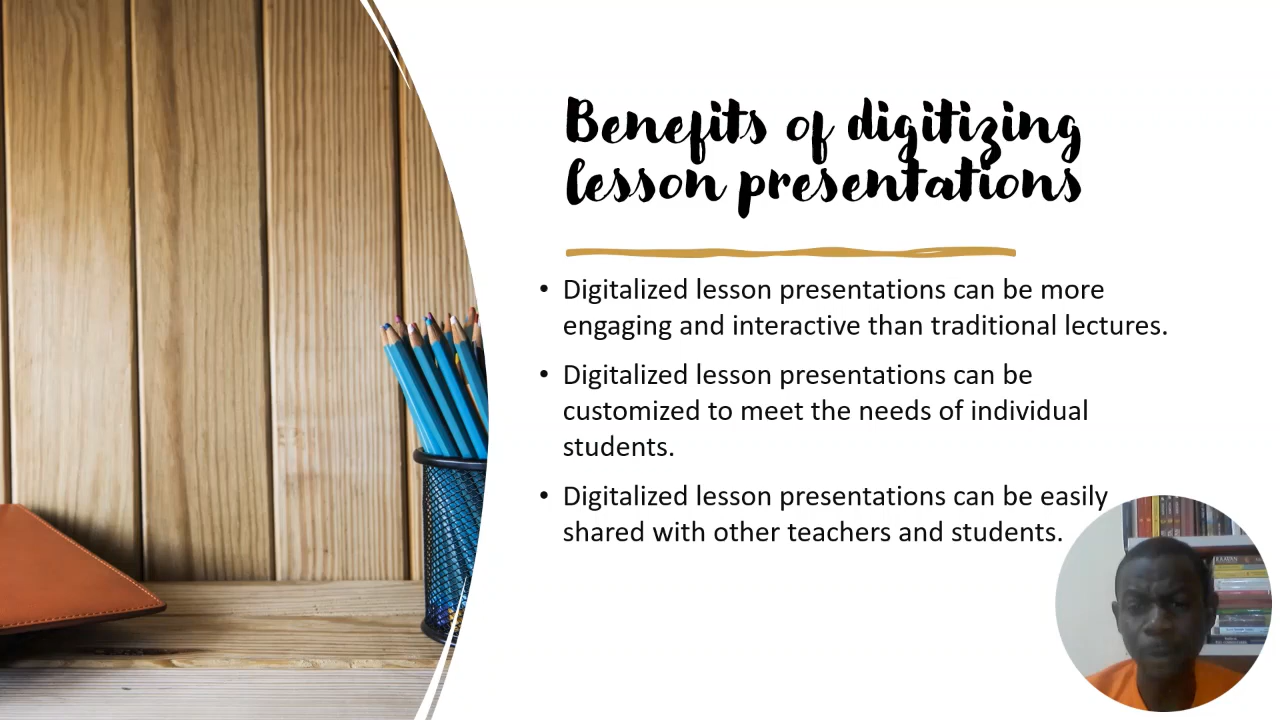 Benefits of digitizing
lesson presentations
• Digitalized lesson presentations can be more
engaging and interactive than traditional lectures.
• Digitalized lesson presentations can be
customized to meet the needs of individual
students.
• Digitalized lesson presentations can be easily
shared with other teachers and students.